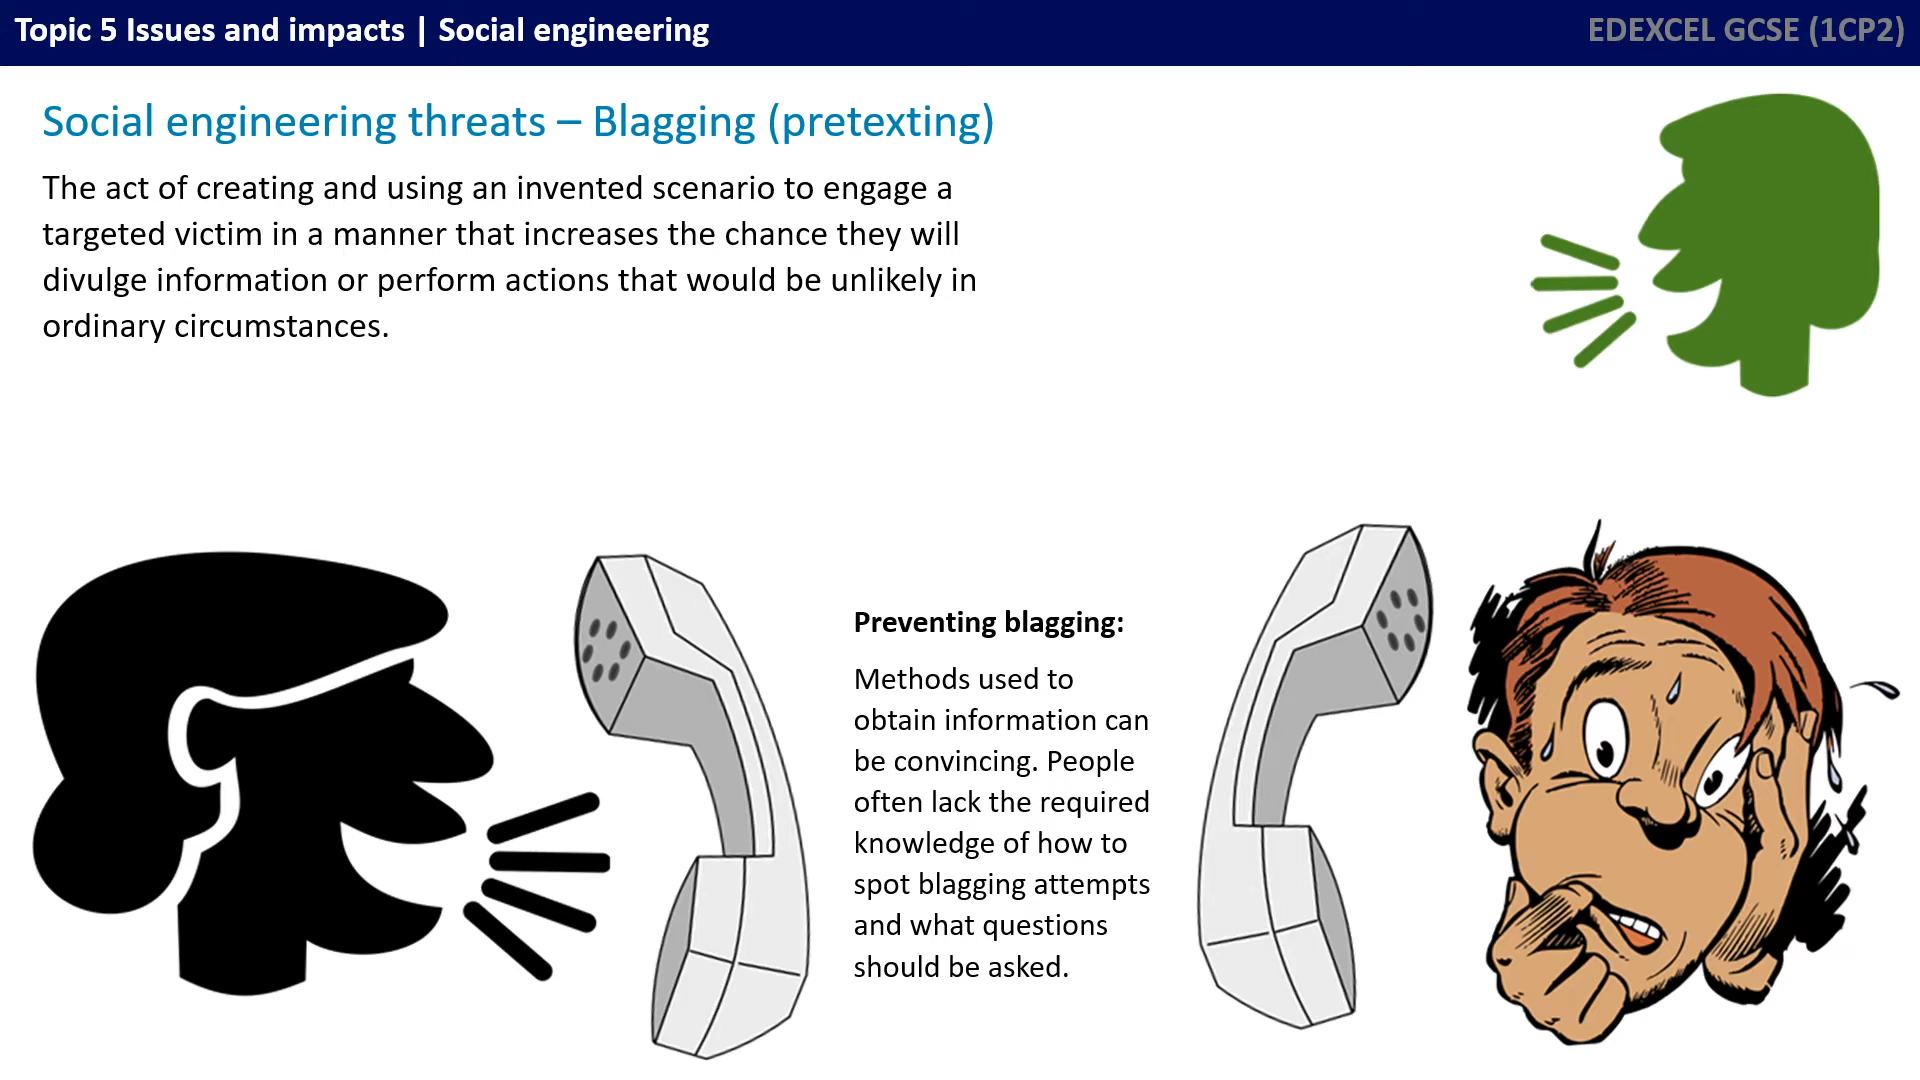 Topic 5 Issues and impacts | Social engineering
EDEXCEL GCSE (1CP2)
Social engineering threats – Blagging (pretexting)
The act of creating and using an invented scenario to engage a
targeted victim in a manner that increases the chance they will
divulge information or perform actions that would be unlikely in
ordinary circumstances.
Preventing blagging:
Methods used to
obtain information can
be convincing. People
often lack the required
knowledge of how to
spot blagging attempts
and what questions
should be asked.